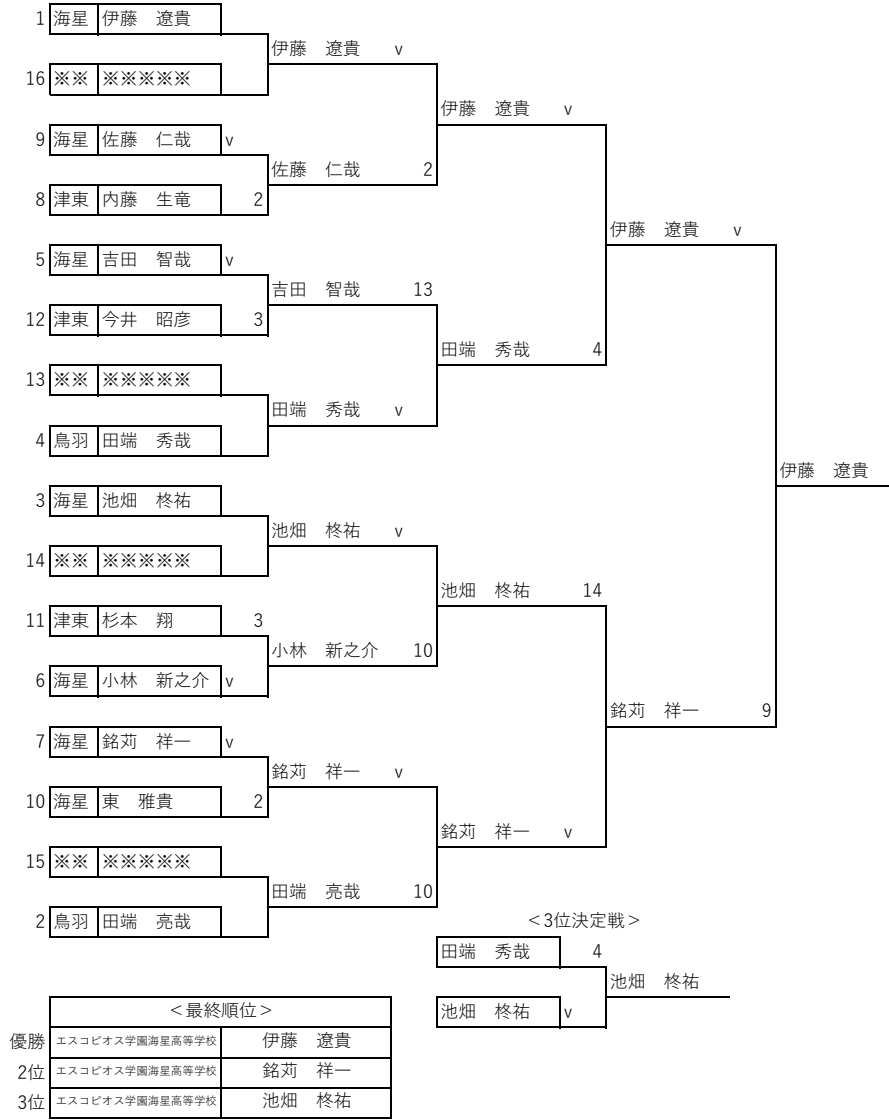 1 海星 伊藤　遼貴
伊藤　遼貴 v
16 ※※ ※※※※※
伊藤　遼貴 v
9 海星 佐藤　仁哉 v
佐藤　仁哉 2
8 津東 内藤　生竜 2
伊藤　遼貴 v
5 海星 吉田　智哉 v
吉田　智哉 13
12 津東 今井　昭彦 3
田端　秀哉 4
13 ※※ ※※※※※
田端　秀哉 v
4 鳥羽 田端　秀哉
伊藤　遼貴
3 海星 池畑　柊祐
池畑　柊祐 v
14 ※※ ※※※※※
池畑　柊祐 14
11 津東 杉本　翔 3
小林　新之介 10
6 海星 小林　新之介 v
銘苅　祥一 9
7 海星 銘苅　祥一 v
銘苅　祥一 v
10 海星 東　雅貴 2
銘苅　祥一 v
15 ※※ ※※※※※
田端　亮哉 10
2 鳥羽 田端　亮哉
＜3位決定戦＞
田端　秀哉 4
池畑　柊祐
池畑　柊祐 v
＜最終順位＞
優勝 エスコピオス学園海星高等学校 伊藤　遼貴
2位 エスコピオス学園海星高等学校 銘苅　祥一
3位 エスコピオス学園海星高等学校 池畑　柊祐